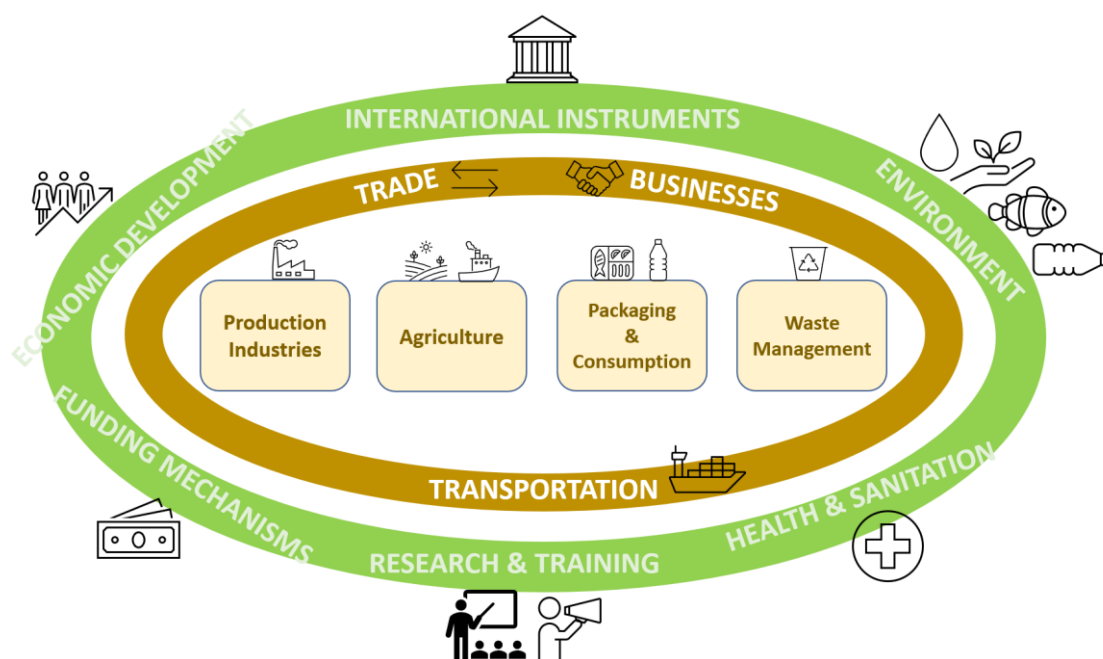 INTERNATIONAL INSTRUMENTS
ECONOMIC DEVELOPMENT
ENVIRONMENT
TRADE
BUSINESSES
Production
Industries
Agriculture
Packaging
&
Consumption
Waste
Management
TRANSPORTATION
FUNDING MECHANISMS
HEALTH & SANITATION
RESEARCH & TRAINING